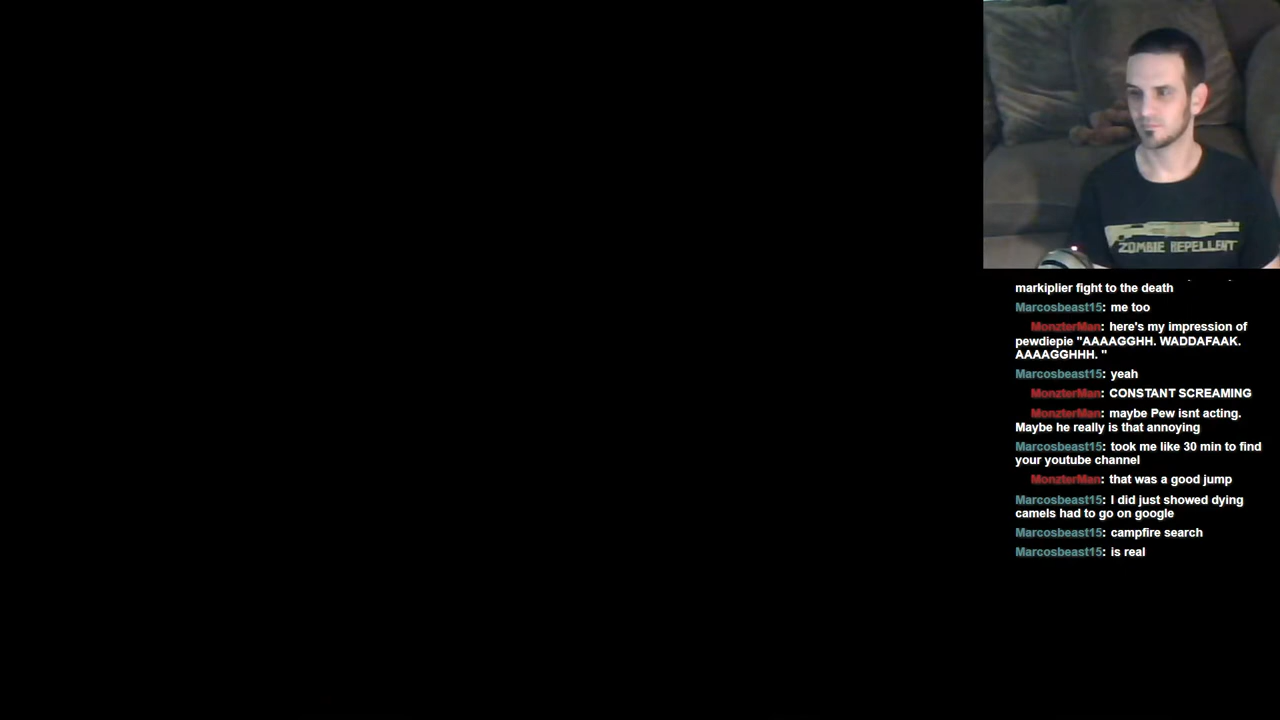 ZOMBIE REPELLENT
markiplier fight to the death
Marcosbeast15: me too
MonzterMan: here's my impression of
pewdiepie "AAAAGGHH. WADDAFAAK.
AAAAGGHHH. "
Marcosbeast15: yeah
MonzterMan: CONSTANT SCREAMING
MonzterMan: maybe Pew isnt acting.
Maybe he really is that annoying
Marcosbeast15: took me like 30 min to find
your youtube channel
MonzterMan: that was a good jump
Marcosbeast15: I did just showed dying
camels had to go on google
Marcosbeast15: campfire search
Marcosbeast15: is real